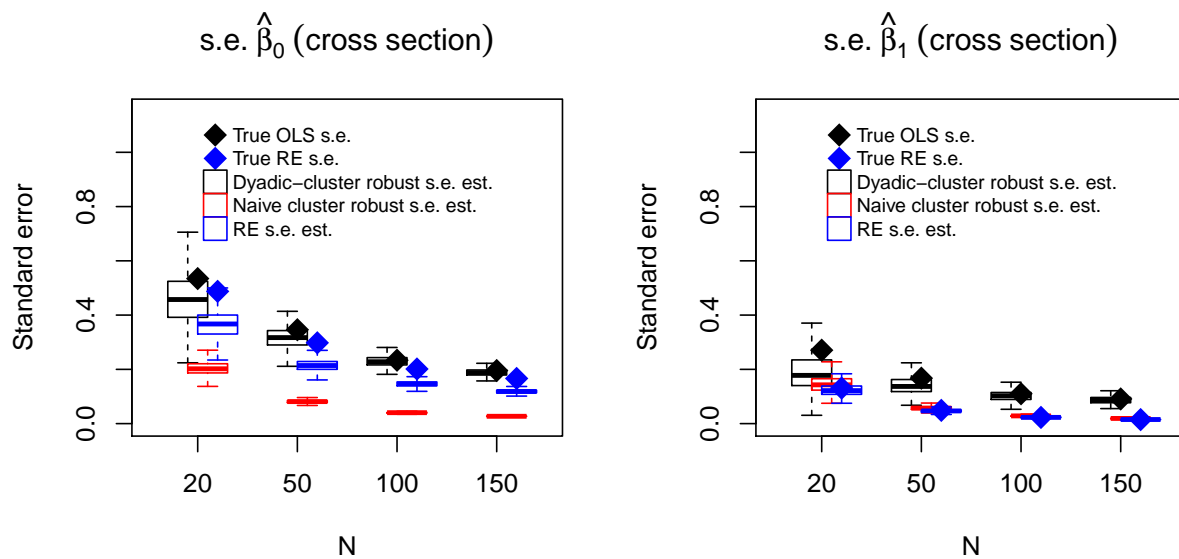 s.e. β̂₀ (cross section)
True OLS s.e.
True RE s.e.
Dyadic−cluster robust s.e. est.
Naive cluster robust s.e. est.
RE s.e. est.
Standard error
0.0
0.4
0.8
20 50 100 150
N
s.e. β̂₁ (cross section)
True OLS s.e.
True RE s.e.
Dyadic−cluster robust s.e. est.
Naive cluster robust s.e. est.
RE s.e. est.
Standard error
0.0
0.4
0.8
20 50 100 150
N